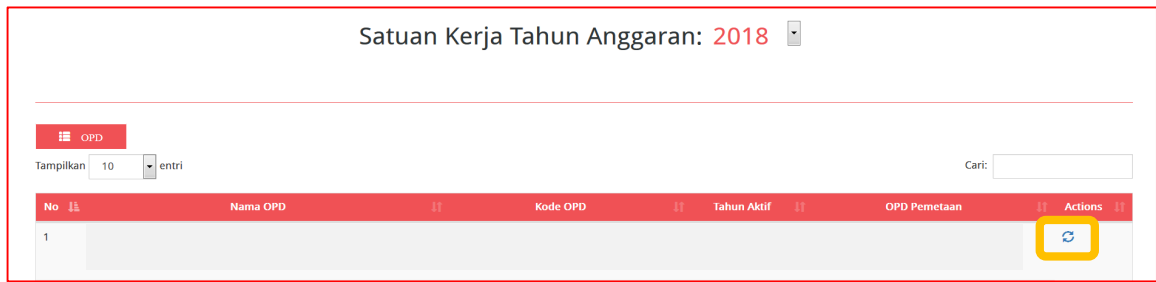 Satuan Kerja Tahun Anggaran: 2018
OPD
Tampilkan 10 entri Cari:
No Nama OPD Kode OPD Tahun Aktif OPD Pemetaan Actions
1